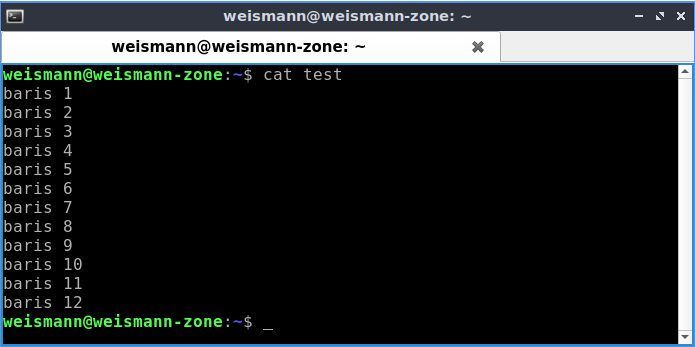 weismann@weismann-zone: ~
weismann@weismann-zone: ~
weismann@weismann-zone:~$ cat test
baris 1
baris 2
baris 3
baris 4
baris 5
baris 6
baris 7
baris 8
baris 9
baris 10
baris 11
baris 12
weismann@weismann-zone:~$ _